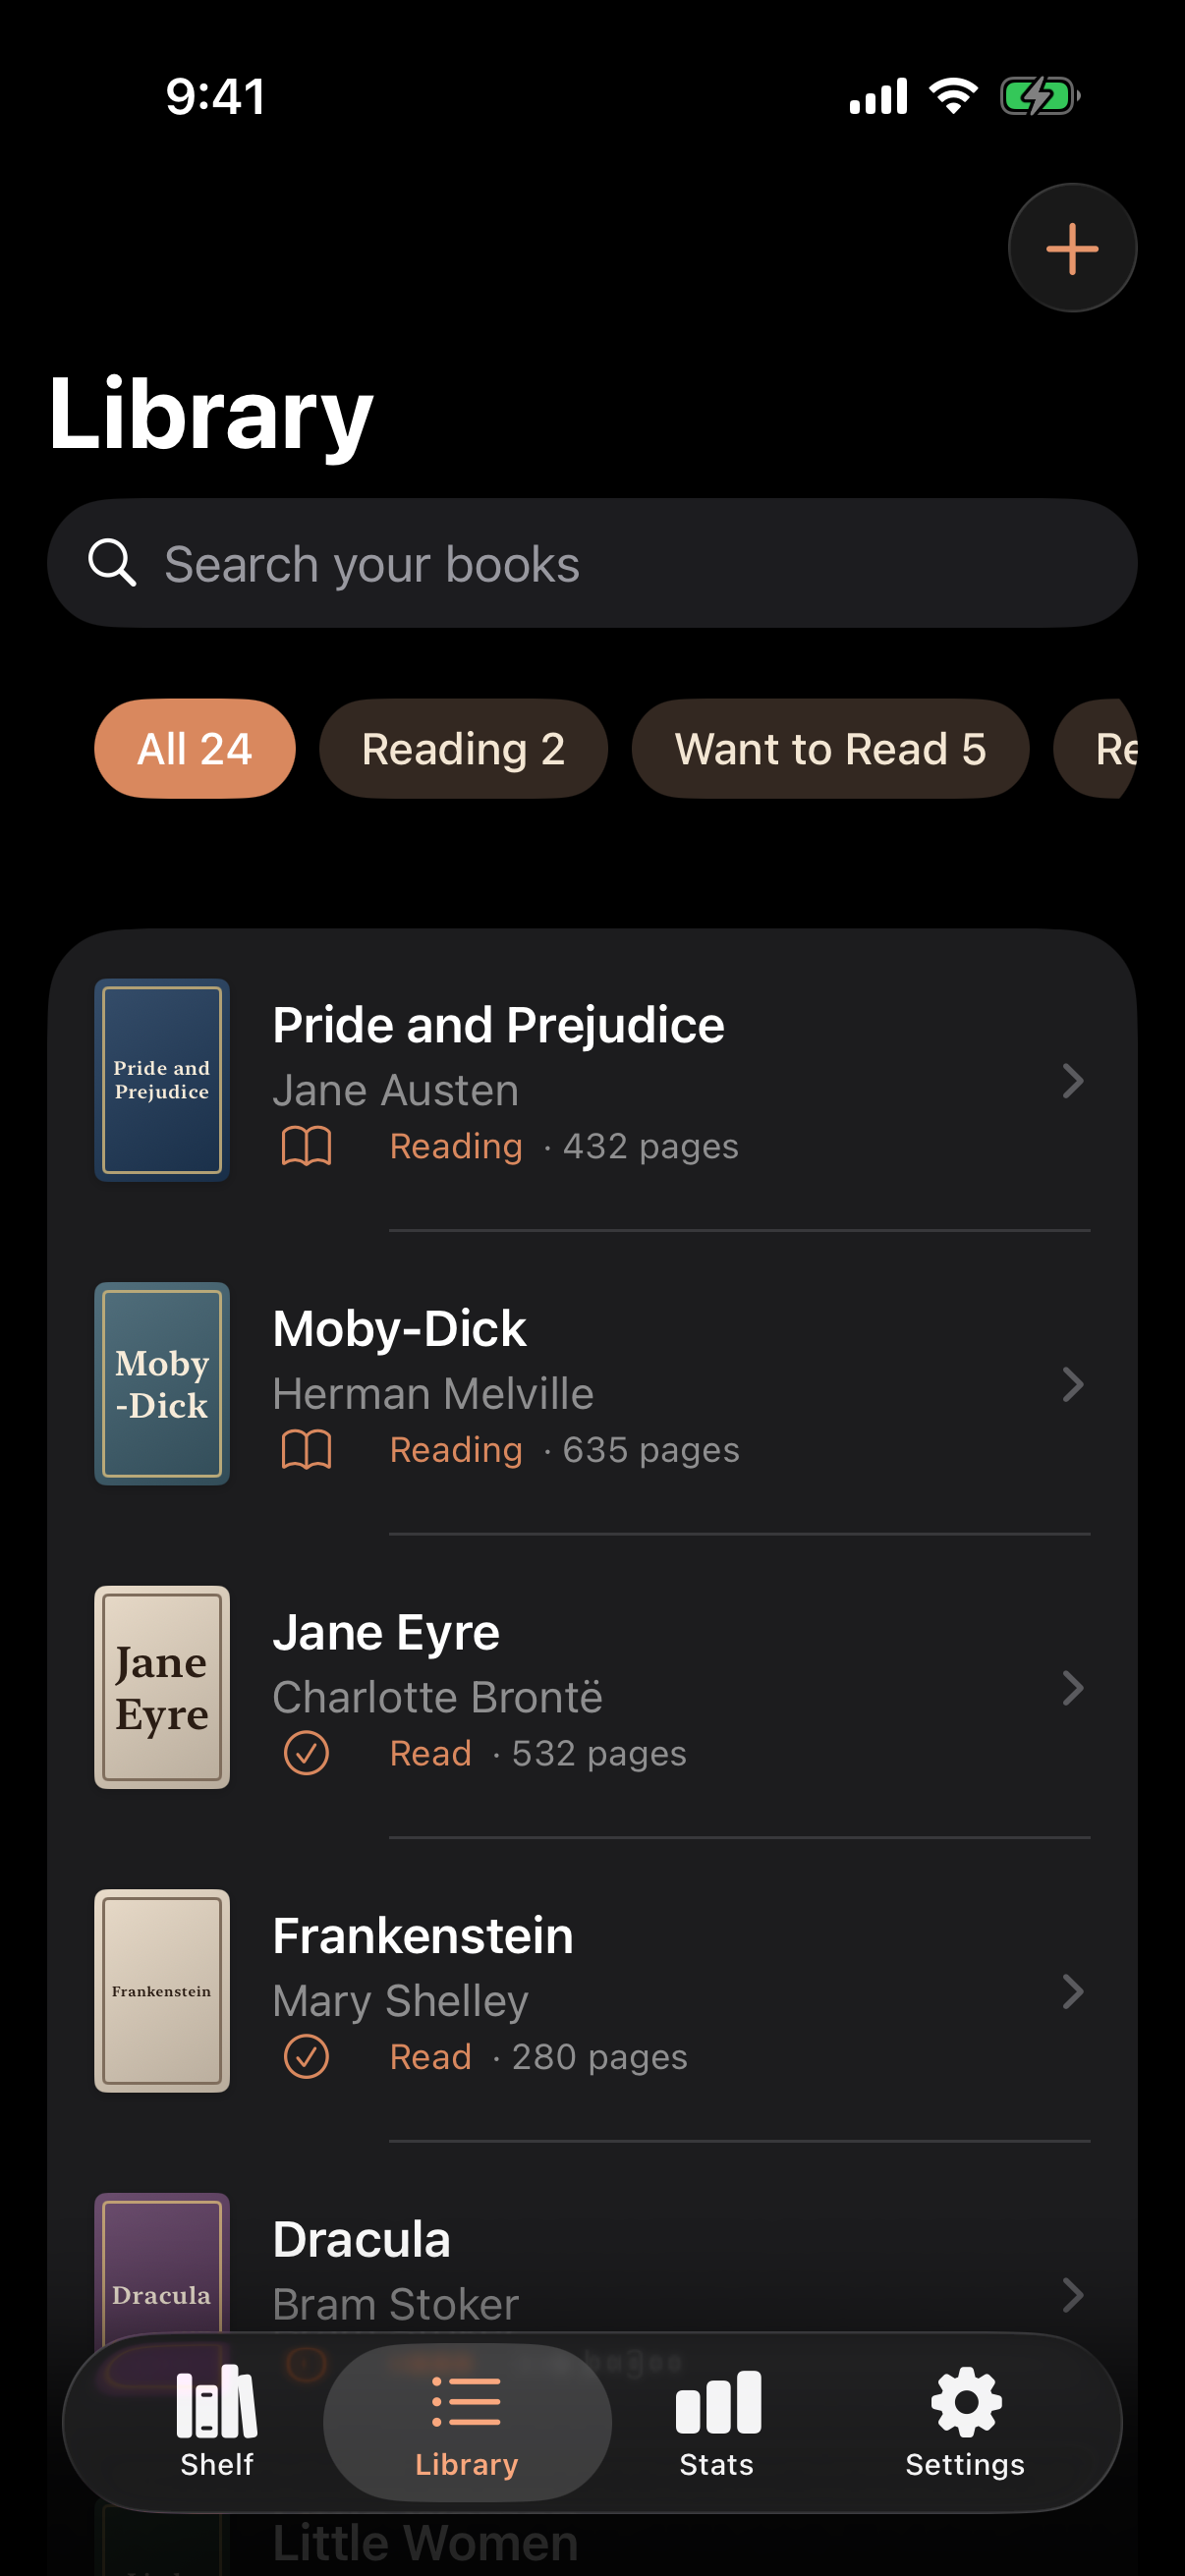 9:41
Library
Search your books
All 24
Reading 2
Want to Read 5
Re
Pride and
Prejudice
Pride and Prejudice
Jane Austen
Reading · 432 pages
Moby
-Dick
Moby-Dick
Herman Melville
Reading · 635 pages
Jane
Eyre
Jane Eyre
Charlotte Brontë
Read · 532 pages
Frankenstein
Frankenstein
Mary Shelley
Read · 280 pages
Dracula
Dracula
Bram Stoker
Shelf
Library
Stats
Settings
Little Women